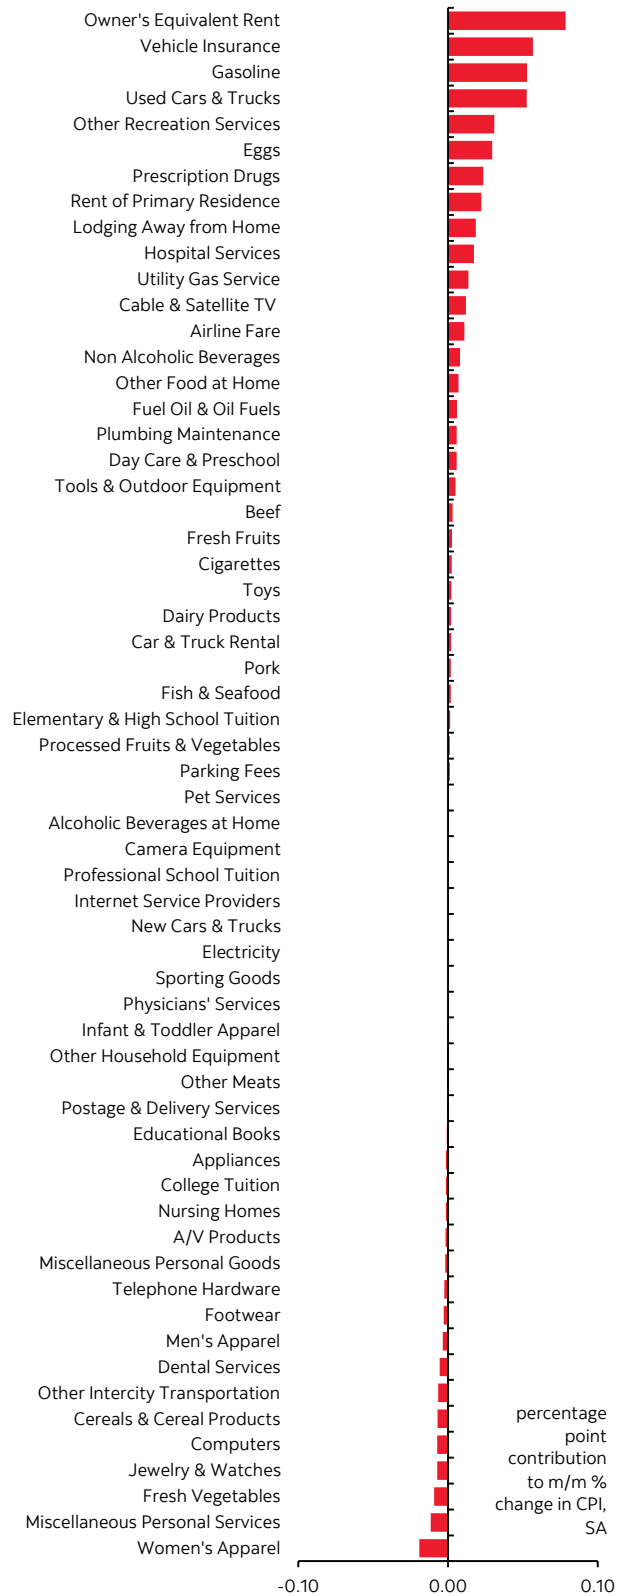 Owner's Equivalent Rent
Vehicle Insurance
Gasoline
Used Cars & Trucks
Other Recreation Services
Eggs
Prescription Drugs
Rent of Primary Residence
Lodging Away from Home
Hospital Services
Utility Gas Service
Cable & Satellite TV
Airline Fare
Non Alcoholic Beverages
Other Food at Home
Fuel Oil & Oil Fuels
Plumbing Maintenance
Day Care & Preschool
Tools & Outdoor Equipment
Beef
Fresh Fruits
Cigarettes
Toys
Dairy Products
Car & Truck Rental
Pork
Fish & Seafood
Elementary & High School Tuition
Processed Fruits & Vegetables
Parking Fees
Pet Services
Alcoholic Beverages at Home
Camera Equipment
Professional School Tuition
Internet Service Providers
New Cars & Trucks
Electricity
Sporting Goods
Physicians' Services
Infant & Toddler Apparel
Other Household Equipment
Other Meats
Postage & Delivery Services
Educational Books
Appliances
College Tuition
Nursing Homes
A/V Products
Miscellaneous Personal Goods
Telephone Hardware
Footwear
Men's Apparel
Dental Services
Other Intercity Transportation
Cereals & Cereal Products
Computers
Jewelry & Watches
Fresh Vegetables
Miscellaneous Personal Services
Women's Apparel
percentage
point
contribution
to m/m %
change in CPI,
SA
-0.10 0.00 0.10